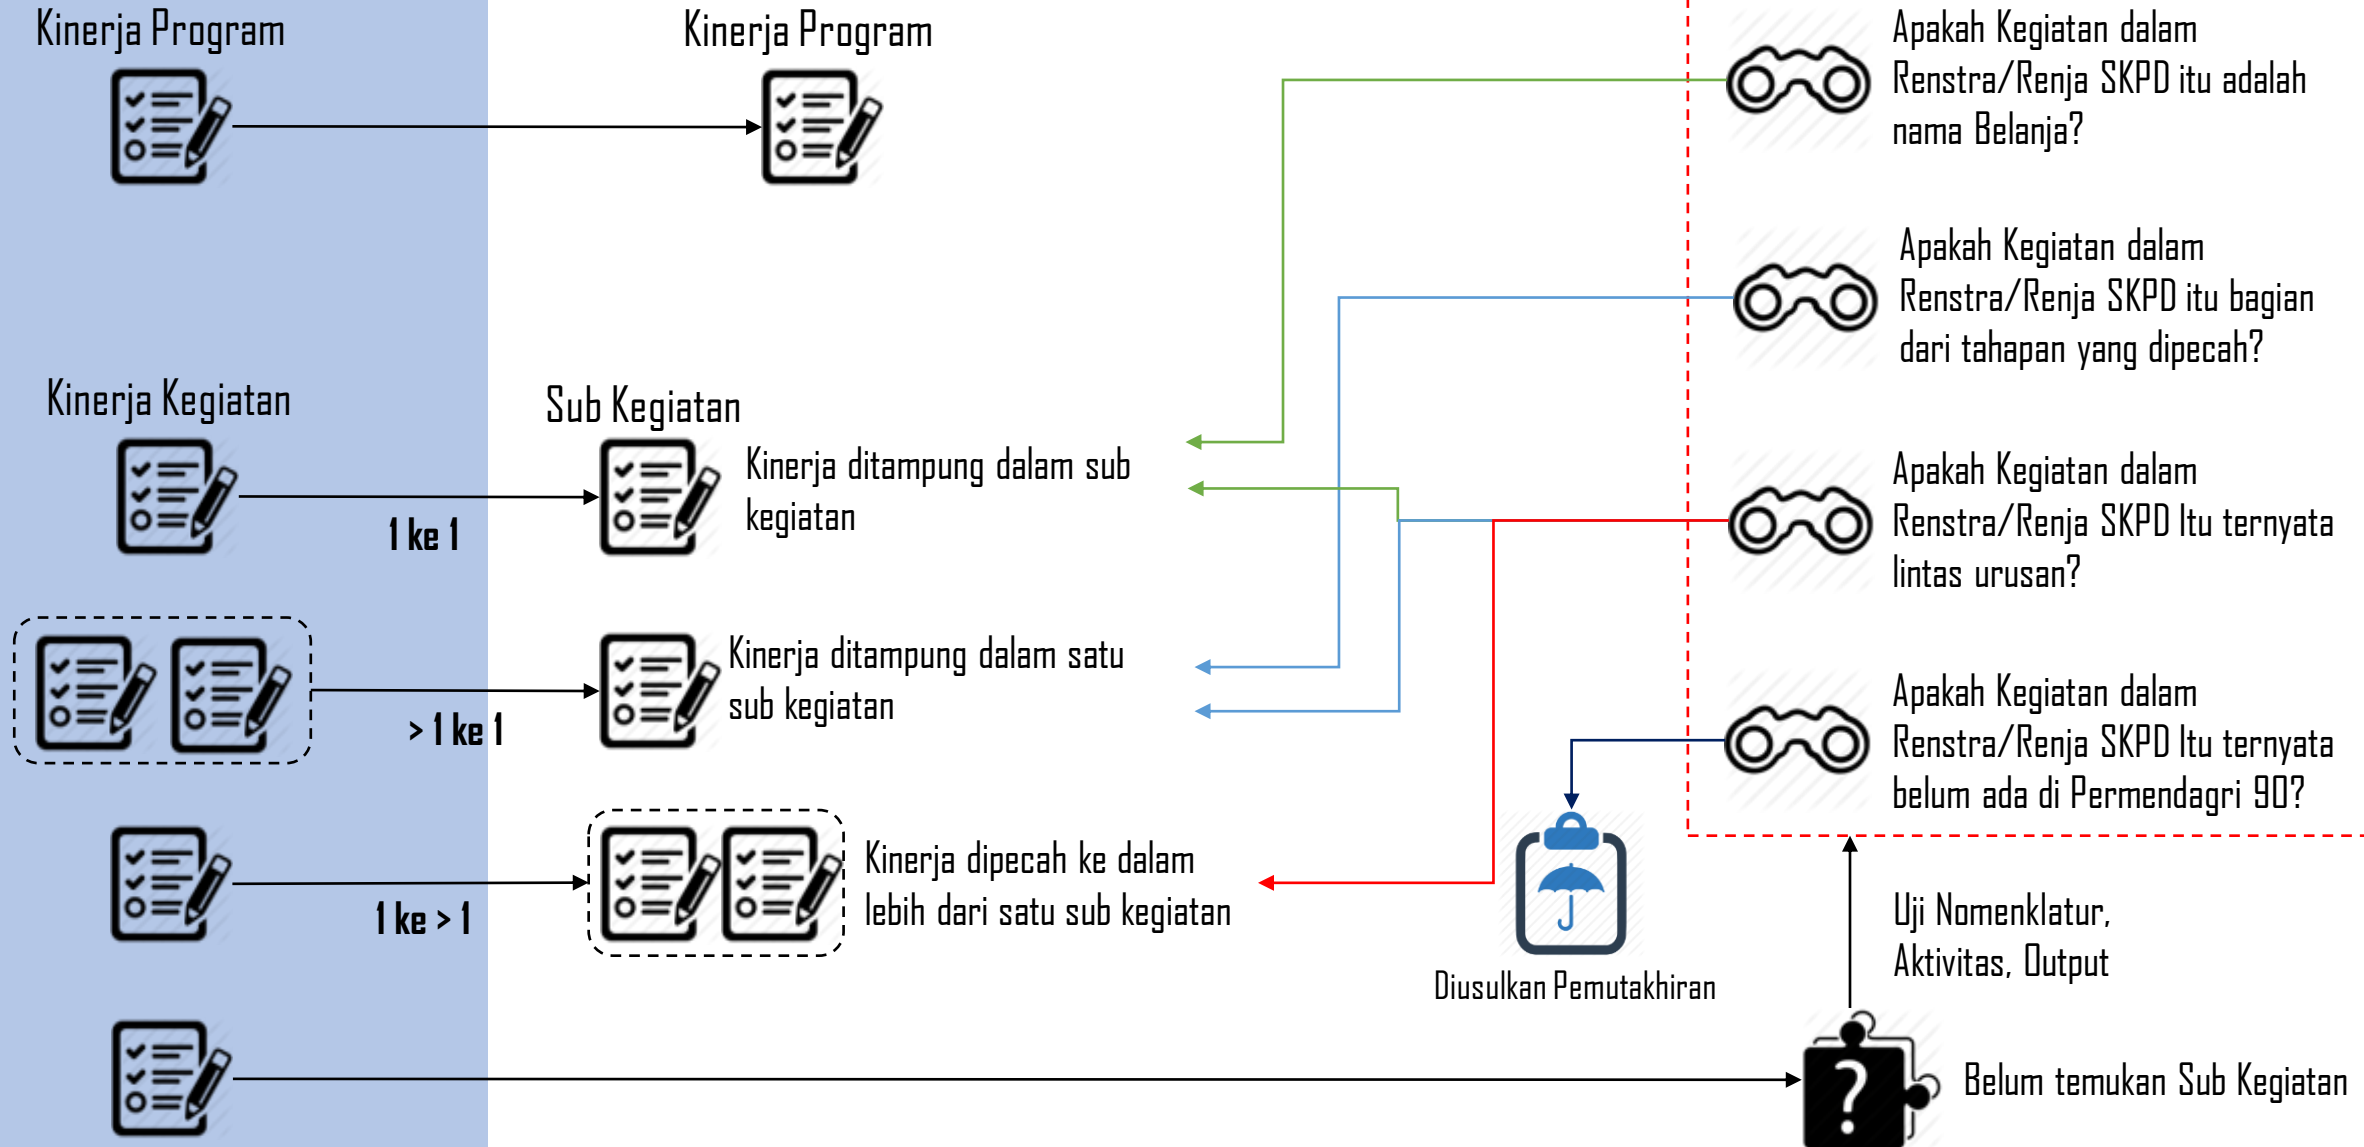 Kinerja Program
Kinerja Program
Kinerja Kegiatan
Sub Kegiatan
Kinerja ditampung dalam sub
kegiatan
1 ke 1
Kinerja ditampung dalam satu
sub kegiatan
> 1 ke 1
Kinerja dipecah ke dalam
lebih dari satu sub kegiatan
1 ke > 1
Apakah Kegiatan dalam
Renstra/Renja SKPD itu adalah
nama Belanja?
Apakah Kegiatan dalam
Renstra/Renja SKPD itu bagian
dari tahapan yang dipecah?
Apakah Kegiatan dalam
Renstra/Renja SKPD Itu ternyata
lintas urusan?
Apakah Kegiatan dalam
Renstra/Renja SKPD Itu ternyata
belum ada di Permendagri 90?
Diusulkan Pemutakhiran
Uji Nomenklatur,
Aktivitas, Output
?
Belum temukan Sub Kegiatan